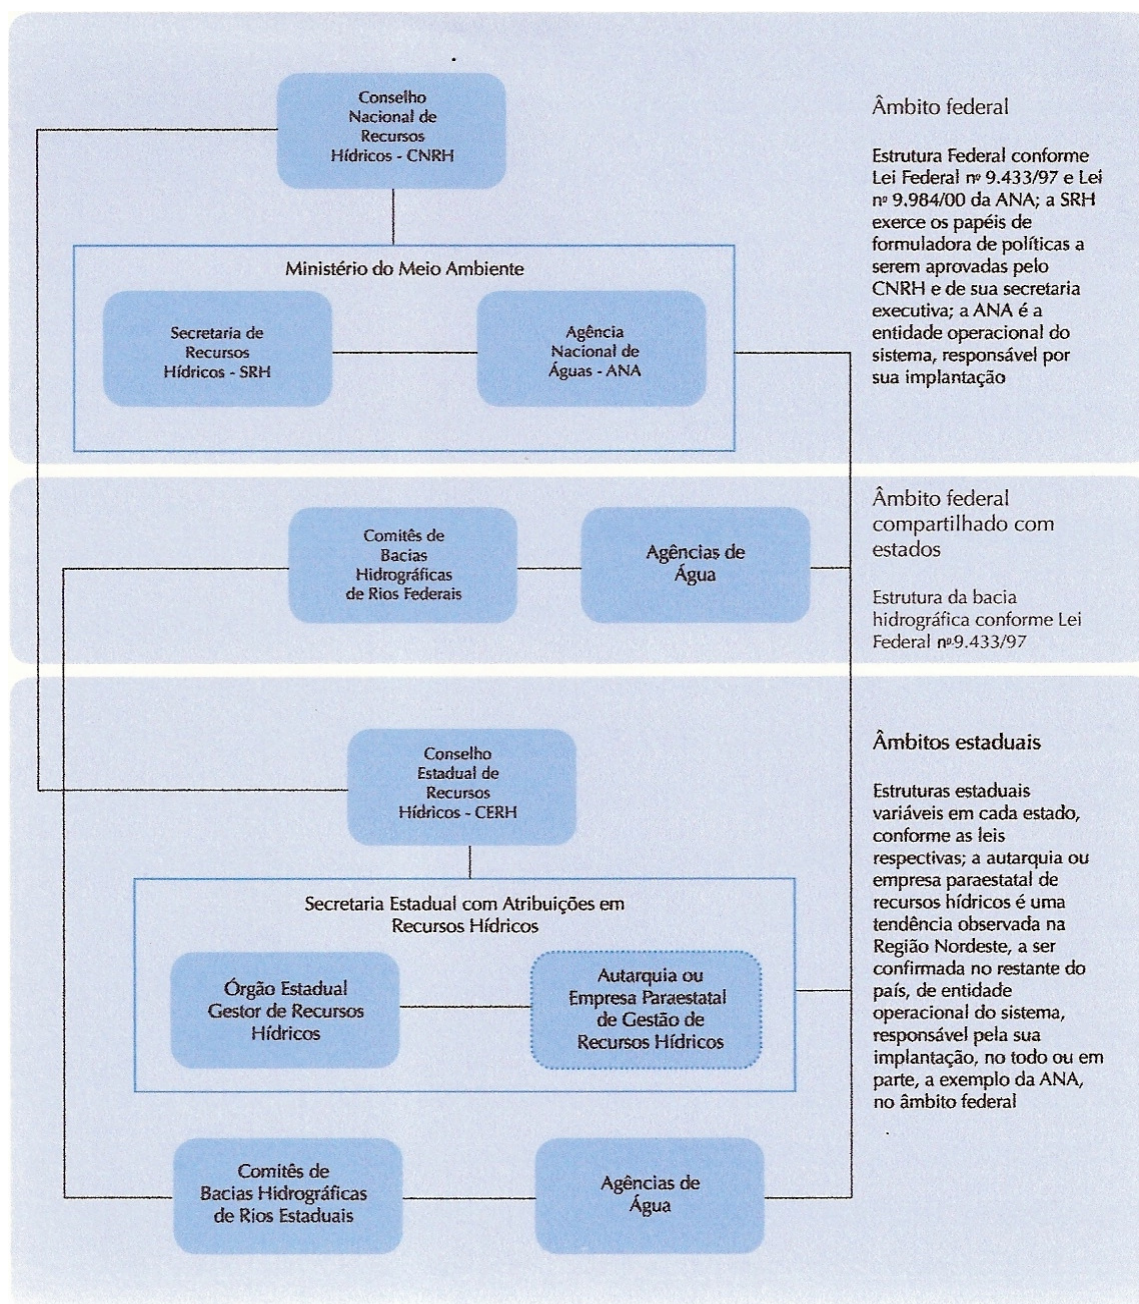 Conselho
Nacional de
Recursos
Hídricos - CNRH
Ministério do Meio Ambiente
Secretaria de
Recursos
Hídricos - SRH
Agência
Nacional de
Águas - ANA
Âmbito federal
Estrutura Federal conforme
Lei Federal nº 9.433/97 e Lei
nº 9.984/00 da ANA; a SRH
exerce os papéis de
formuladora de políticas a
serem aprovadas pelo
CNRH e de sua secretaria
executiva; a ANA é a
entidade operacional do
sistema, responsável por
sua implantação
Comitês de
Bacias
Hidrográficas
de Rios Federais
Agências de
Água
Âmbito federal
compartilhado com
estados
Estrutura da bacia
hidrográfica conforme Lei
Federal nº 9.433/97
Conselho
Estadual de
Recursos
Hídricos - CERH
Secretaria Estadual com Atribuições em
Recursos Hídricos
Órgão Estadual
Gestor de Recursos
Hídricos
Autarquia ou
Empresa Paraestatal
de Gestão de
Recursos Hídricos
Comitês de
Bacias Hidrográficas
de Rios Estaduais
Agências de
Água
Âmbitos estaduais
Estruturas estaduais
variáveis em cada estado,
conforme as leis
respectivas; a autarquia ou
empresa paraestatal de
recursos hídricos é uma
tendência observada na
Região Nordeste, a ser
confirmada no restante do
país, de entidade
operacional do sistema,
responsável pela sua
implantação, no todo ou em
parte, a exemplo da ANA,
no âmbito federal